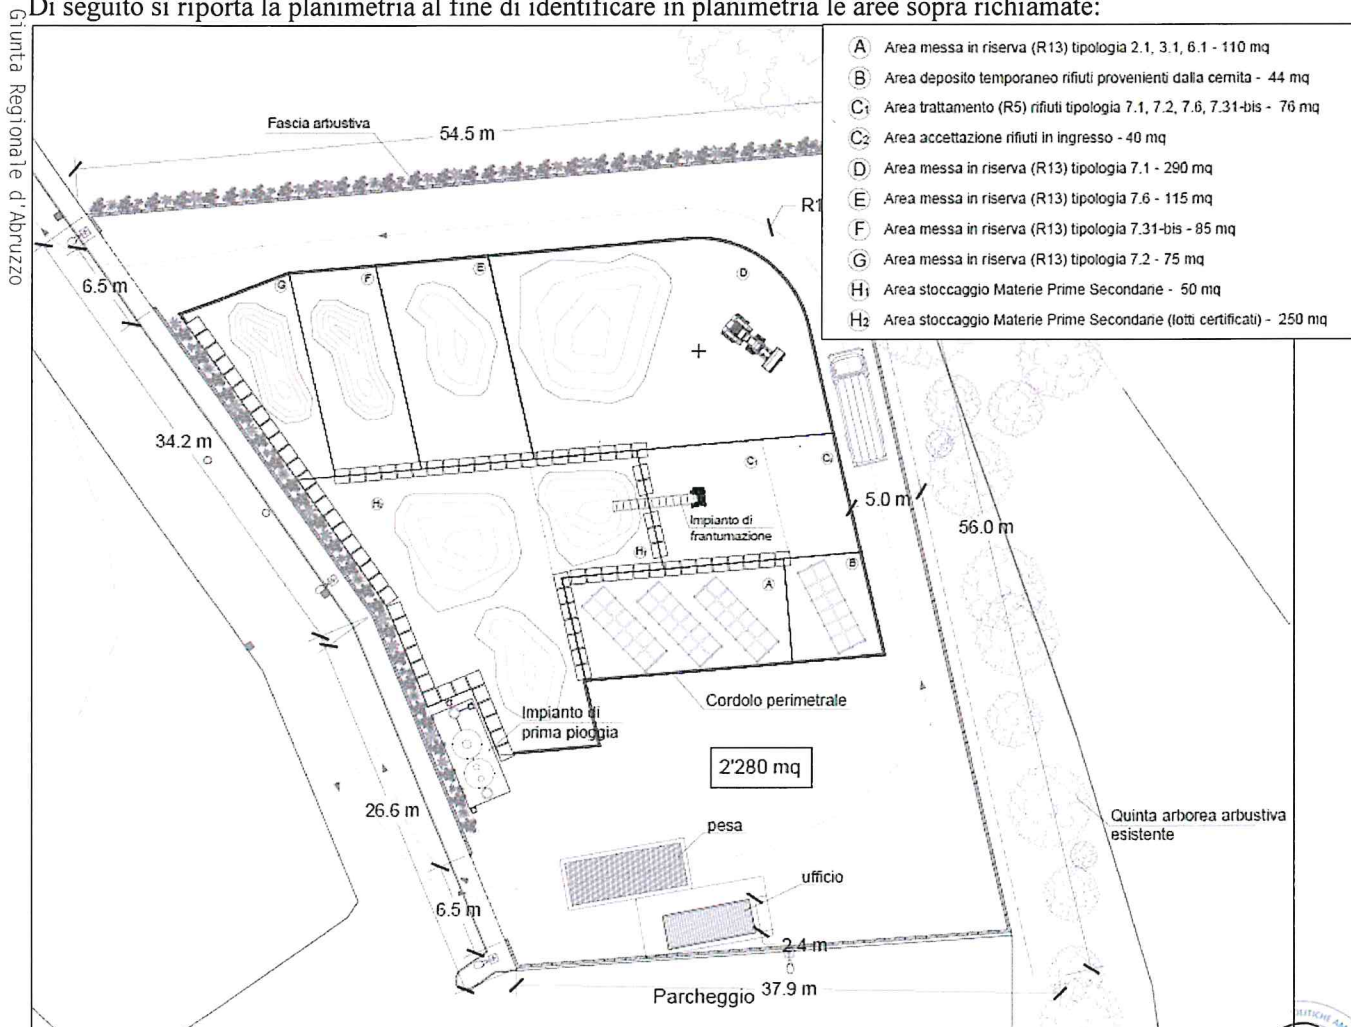 Di seguito si riporta la planimetria al fine di identificare in planimetria le aree sopra richiamate:
Giunta Regionale d'Abruzzo
A Area messa in riserva (R13) tipologia 2.1, 3.1, 6.1 - 110 mq
B Area deposito temporaneo rifiuti provenienti dalla cernita - 44 mq
C1 Area trattamento (R5) rifiuti tipologia 7.1, 7.2, 7.6, 7.31-bis - 76 mq
C2 Area accettazione rifiuti in ingresso - 40 mq
D Area messa in riserva (R13) tipologia 7.1 - 290 mq
E Area messa in riserva (R13) tipologia 7.6 - 115 mq
F Area messa in riserva (R13) tipologia 7.31-bis - 85 mq
G Area messa in riserva (R13) tipologia 7.2 - 75 mq
H1 Area stoccaggio Materie Prime Secondarie - 50 mq
H2 Area stoccaggio Materie Prime Secondarie (lotti certificati) - 250 mq
Fascia arbustiva
54.5 m
R1
6.5 m
G
F
E
D
34.2 m
H2
C1
C2
5.0 m
56.0 m
Impianto di
frantumazione
H1
A
B
Cordolo perimetrale
Impianto di
prima pioggia
2'280 mq
26.6 m
pesa
Quinta arborea arbustiva
esistente
ufficio
6.5 m
2.4 m
Parcheggio
37.9 m